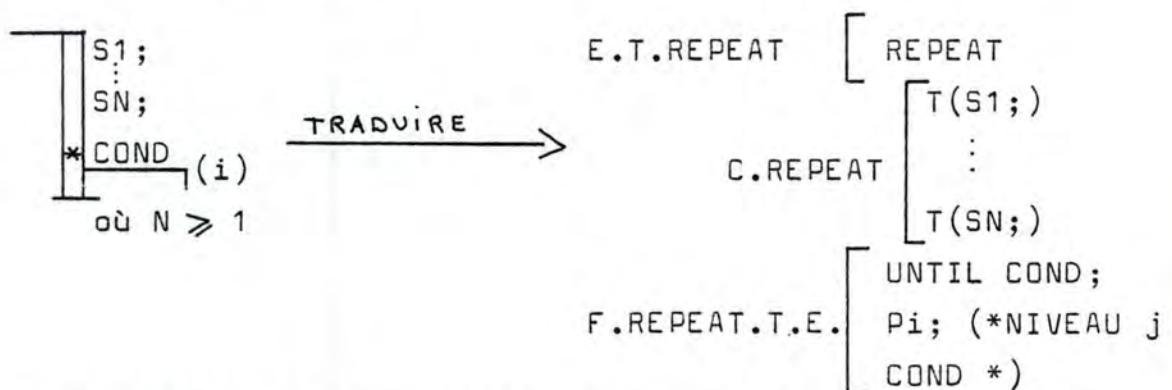 S1;
⋮
SN;
* COND
(i)
où N ⩾ 1
TRADUIRE
E.T.REPEAT
REPEAT
C.REPEAT
T(S1;)
⋮
T(SN;)
F.REPEAT.T.E.
UNTIL COND;
Pi; (*NIVEAU j
COND *)